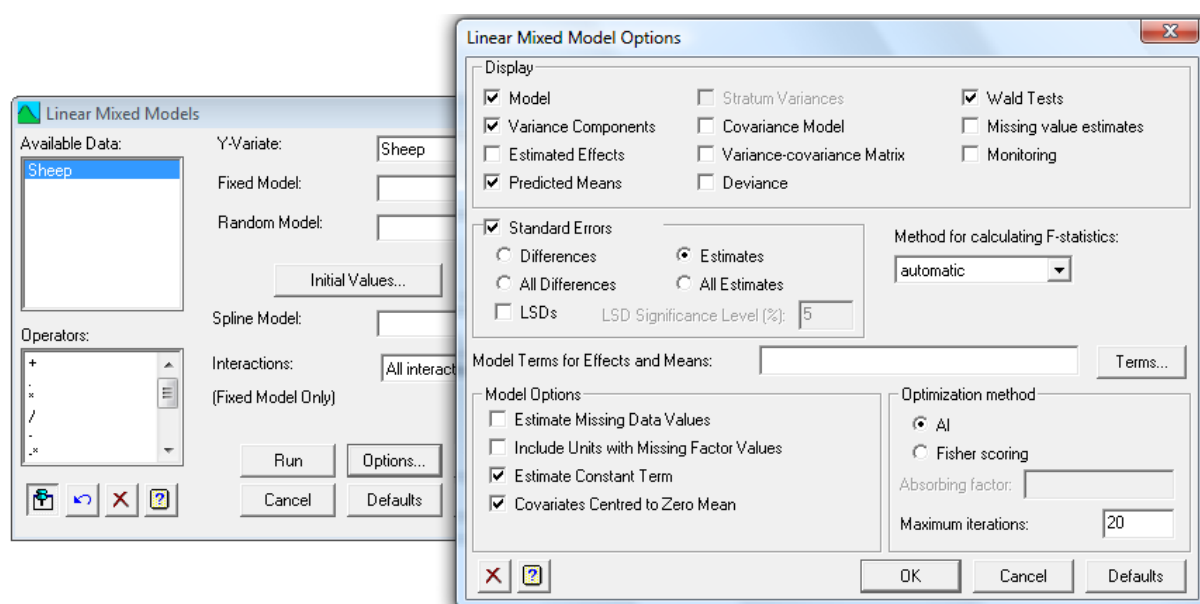 Linear Mixed Models
Available Data:
Sheep
Y-Variate:
Sheep
Fixed Model:
Random Model:
Initial Values...
Spline Model:
Operators:
+
.
*
/
-
.*
Interactions:
All interact
(Fixed Model Only)
Run
Options...
Cancel
Defaults
Linear Mixed Model Options
Display
Model
Stratum Variances
Wald Tests
Variance Components
Covariance Model
Missing value estimates
Estimated Effects
Variance-covariance Matrix
Monitoring
Predicted Means
Deviance
Standard Errors
Differences
Estimates
All Differences
All Estimates
LSDs
LSD Significance Level (%):
5
Method for calculating F-statistics:
automatic
Model Terms for Effects and Means:
Terms...
Model Options
Estimate Missing Data Values
Include Units with Missing Factor Values
Estimate Constant Term
Covariates Centred to Zero Mean
Optimization method
AI
Fisher scoring
Absorbing factor:
Maximum iterations:
20
OK
Cancel
Defaults